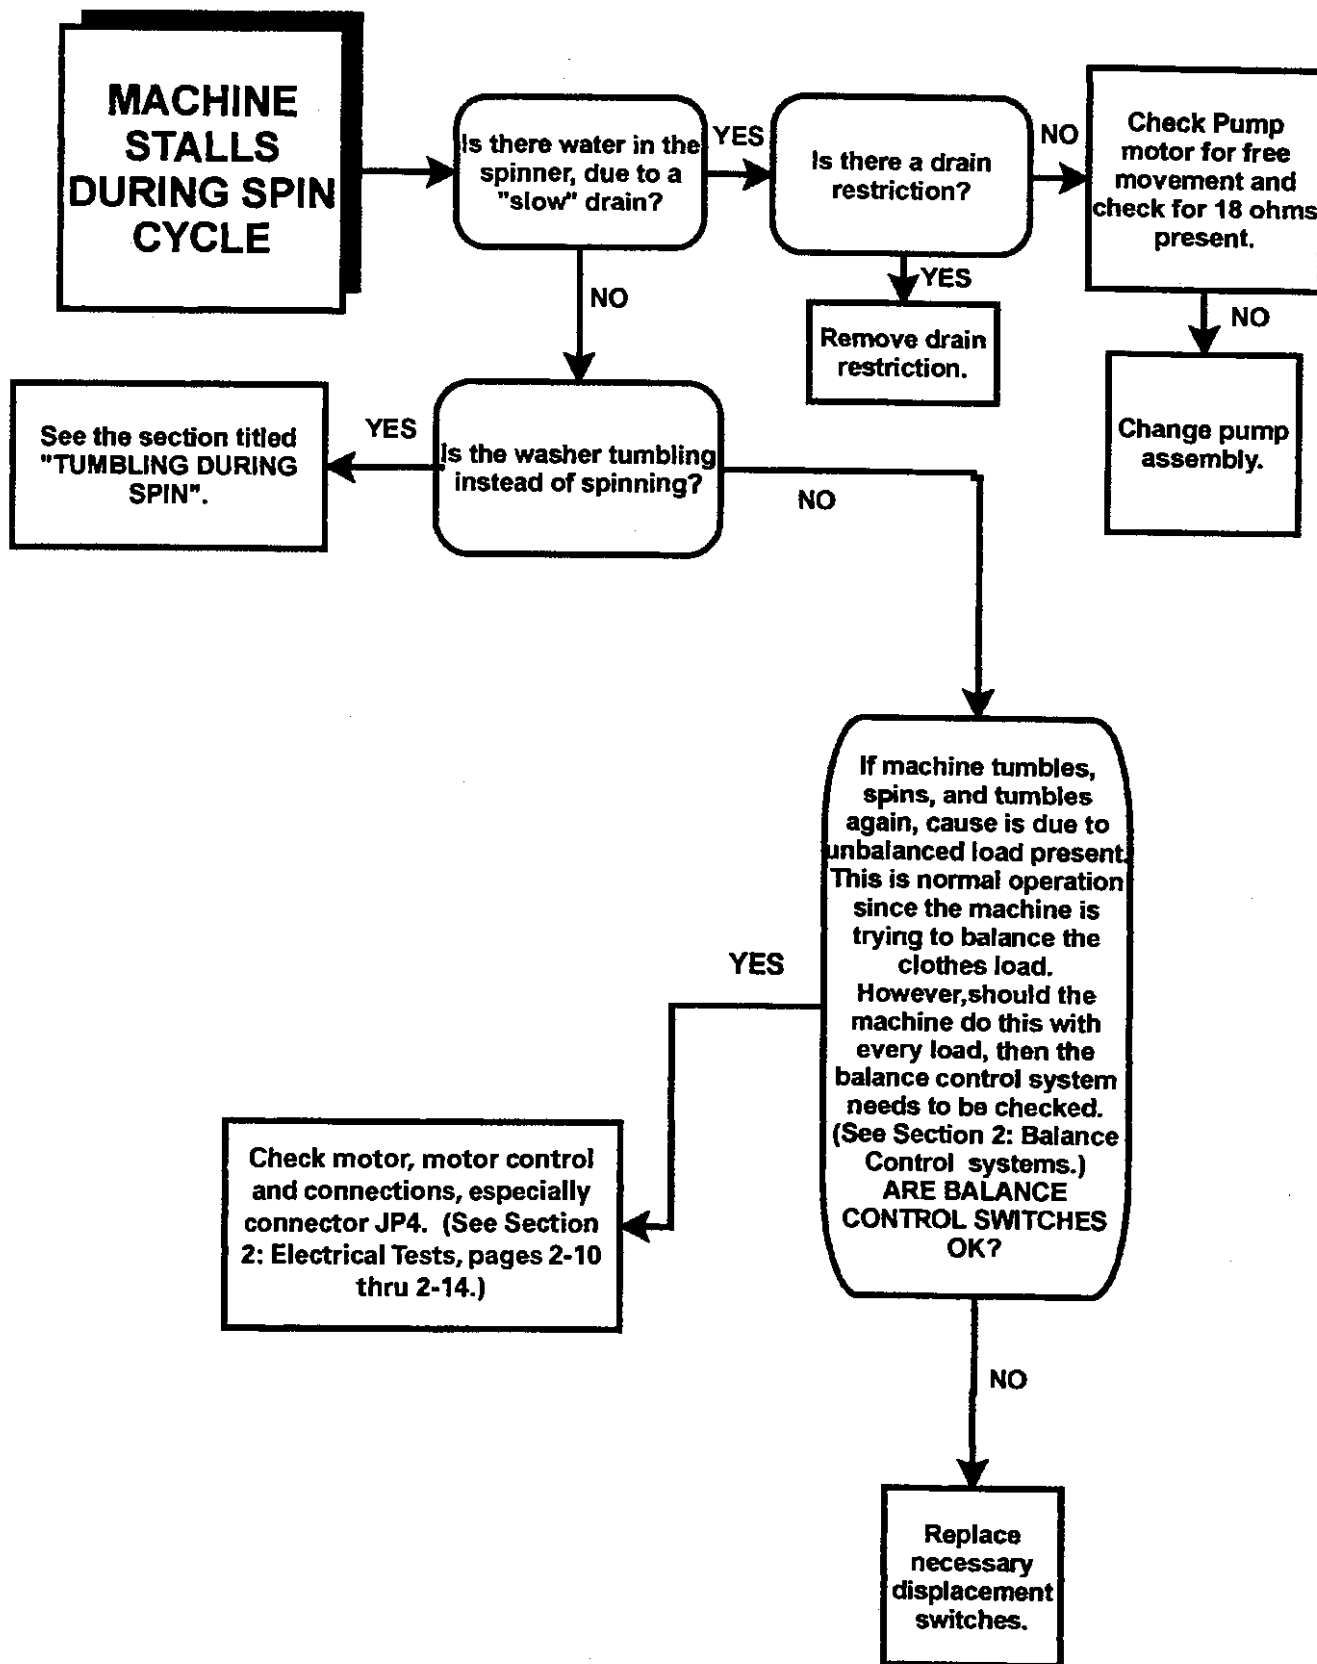 MACHINE
STALLS
DURING SPIN
CYCLE
Is there water in the
spinner, due to a
"slow" drain?
YES
Is there a drain
restriction?
NO
Check Pump
motor for free
movement and
check for 18 ohms
present.
NO
YES
NO
Remove drain
restriction.
Change pump
assembly.
See the section titled
"TUMBLING DURING
SPIN".
YES
Is the washer tumbling
instead of spinning?
NO
If machine tumbles,
spins, and tumbles
again, cause is due to
unbalanced load present.
This is normal operation
since the machine is
trying to balance the
clothes load.
However,should the
machine do this with
every load, then the
balance control system
needs to be checked.
(See Section 2: Balance
Control systems.)
ARE BALANCE
CONTROL SWITCHES
OK?
YES
Check motor, motor control
and connections, especially
connector JP4. (See Section
2: Electrical Tests, pages 2-10
thru 2-14.)
NO
Replace
necessary
displacement
switches.